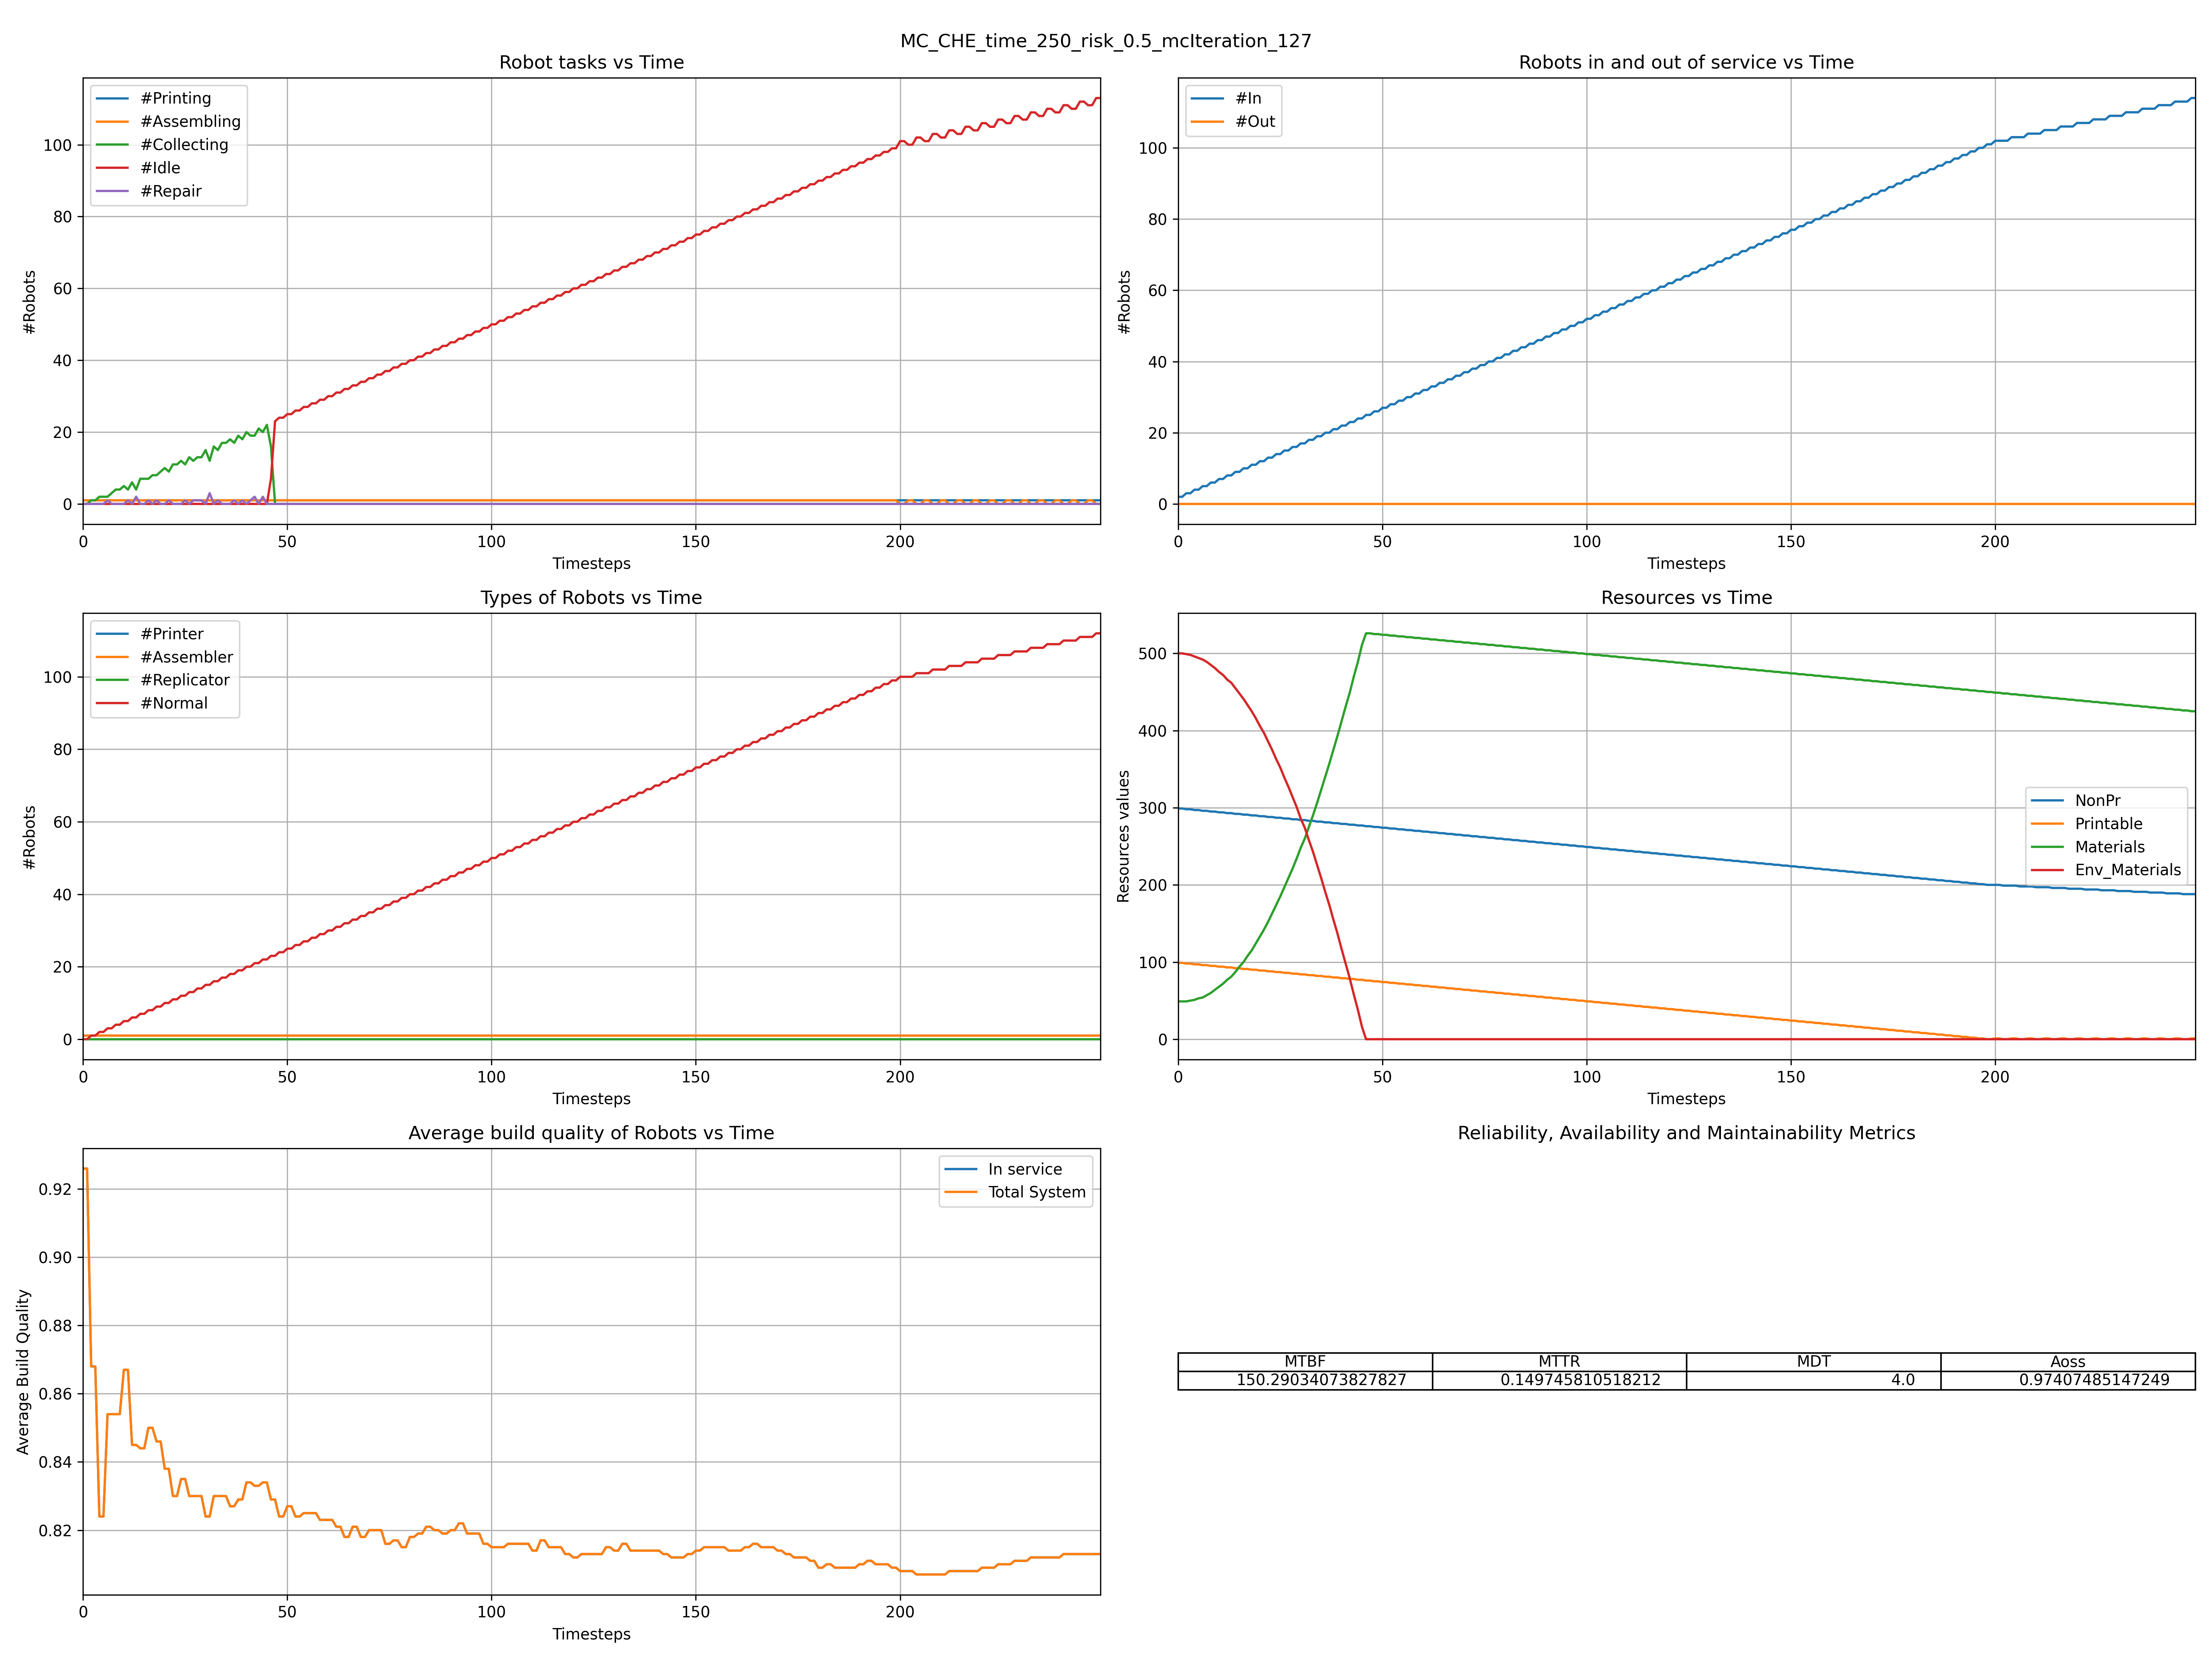 MC_CHE_time_250_risk_0.5_mcIteration_127
Robot tasks vs Time
#Printing
#Assembling
#Collecting
#Idle
#Repair
#Robots
100
80
60
40
20
0
0 50 100 150 200
Timesteps
Robots in and out of service vs Time
#In
#Out
#Robots
100
80
60
40
20
0
0 50 100 150 200
Timesteps
Types of Robots vs Time
#Printer
#Assembler
#Replicator
#Normal
#Robots
100
80
60
40
20
0
0 50 100 150 200
Timesteps
Resources vs Time
NonPr
Printable
Materials
Env_Materials
Resources values
500
400
300
200
100
0
0 50 100 150 200
Timesteps
Average build quality of Robots vs Time
In service
Total System
Average Build Quality
0.92
0.90
0.88
0.86
0.84
0.82
0 50 100 150 200
Timesteps
Reliability, Availability and Maintainability Metrics
MTBF MTTR MDT Aoss
150.29034073827827 0.149745810518212 4.0 0.97407485147249